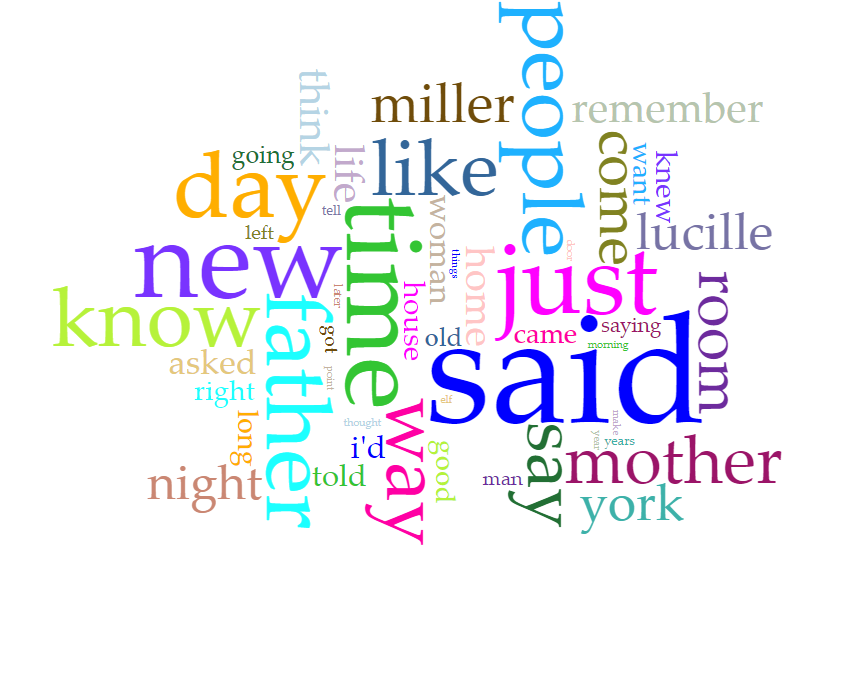 people
think
miller
remember
going
life
like
come
want
knew
day
tell
left
time
woman
things
door
lucille
new
home
just
room
know
father
later
house
got
old
came
saying
morning
said
asked
point
right
elf
long
thought
way
good
i'd
say
make
year
years
night
told
man
mother
york